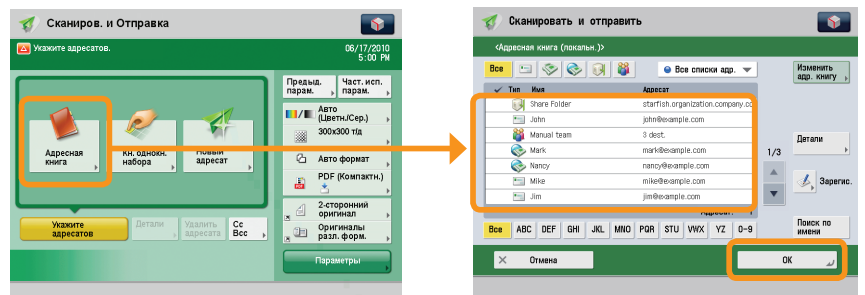 Сканиров. и Отправка
Укажите адресатов.
06/17/2010
5:00 PM
Адресная
книга
Кн. однокн.
набора
Новый
адресат
Укажите
адресатов
Детали
Удалить
адресата
Cc
Bcc
Предыд.
парам.
Част. исп.
парам.
Авто
(Цветн./Сер.)
300x300 т/д
Авто формат
PDF (Компактн.)
2-сторонний
оригинал
Оригиналы
разл. форм.
Параметры
Сканировать и отправить
<Адресная книга (локальн.)>
Все
Все списки адр.
Изменить
адр. книгу
Тип Имя Адресат
Share Folder starfish.organization.company.co
John john@example.com
Manual team 3 dest.
Mark mark@example.com
Nancy nancy@example.com
Mike mike@example.com
Jim jim@example.com
1/3
Детали
Зарегис.
Поиск по
имени
Все ABC DEF GHI JKL MNO PQR STU VWX YZ 0-9
Отмена
OK